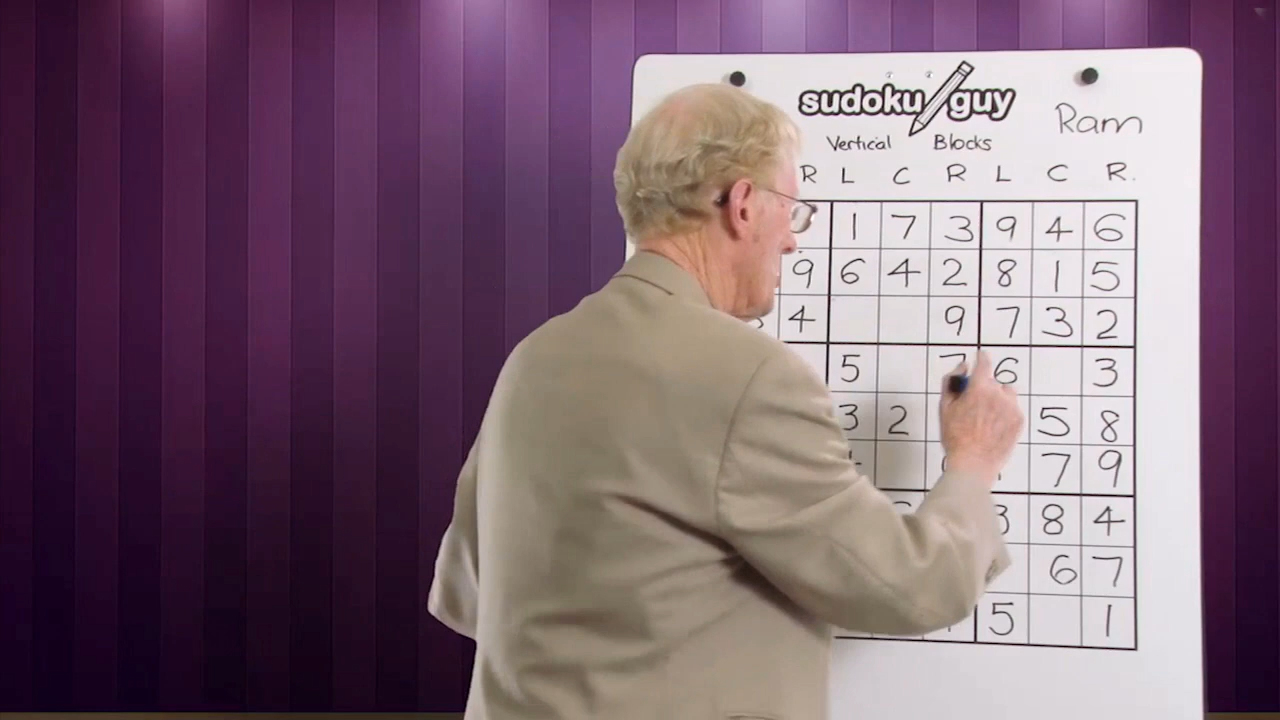 sudoku guy
Ram
Verticial Blocks
R L C R L C R.
1 7 3 9 4 6
9 6 4 2 8 1 5
4 9 7 3 2
5 7 6 3
3 2 5 8
7 9
3 8 4
6 7
5 1